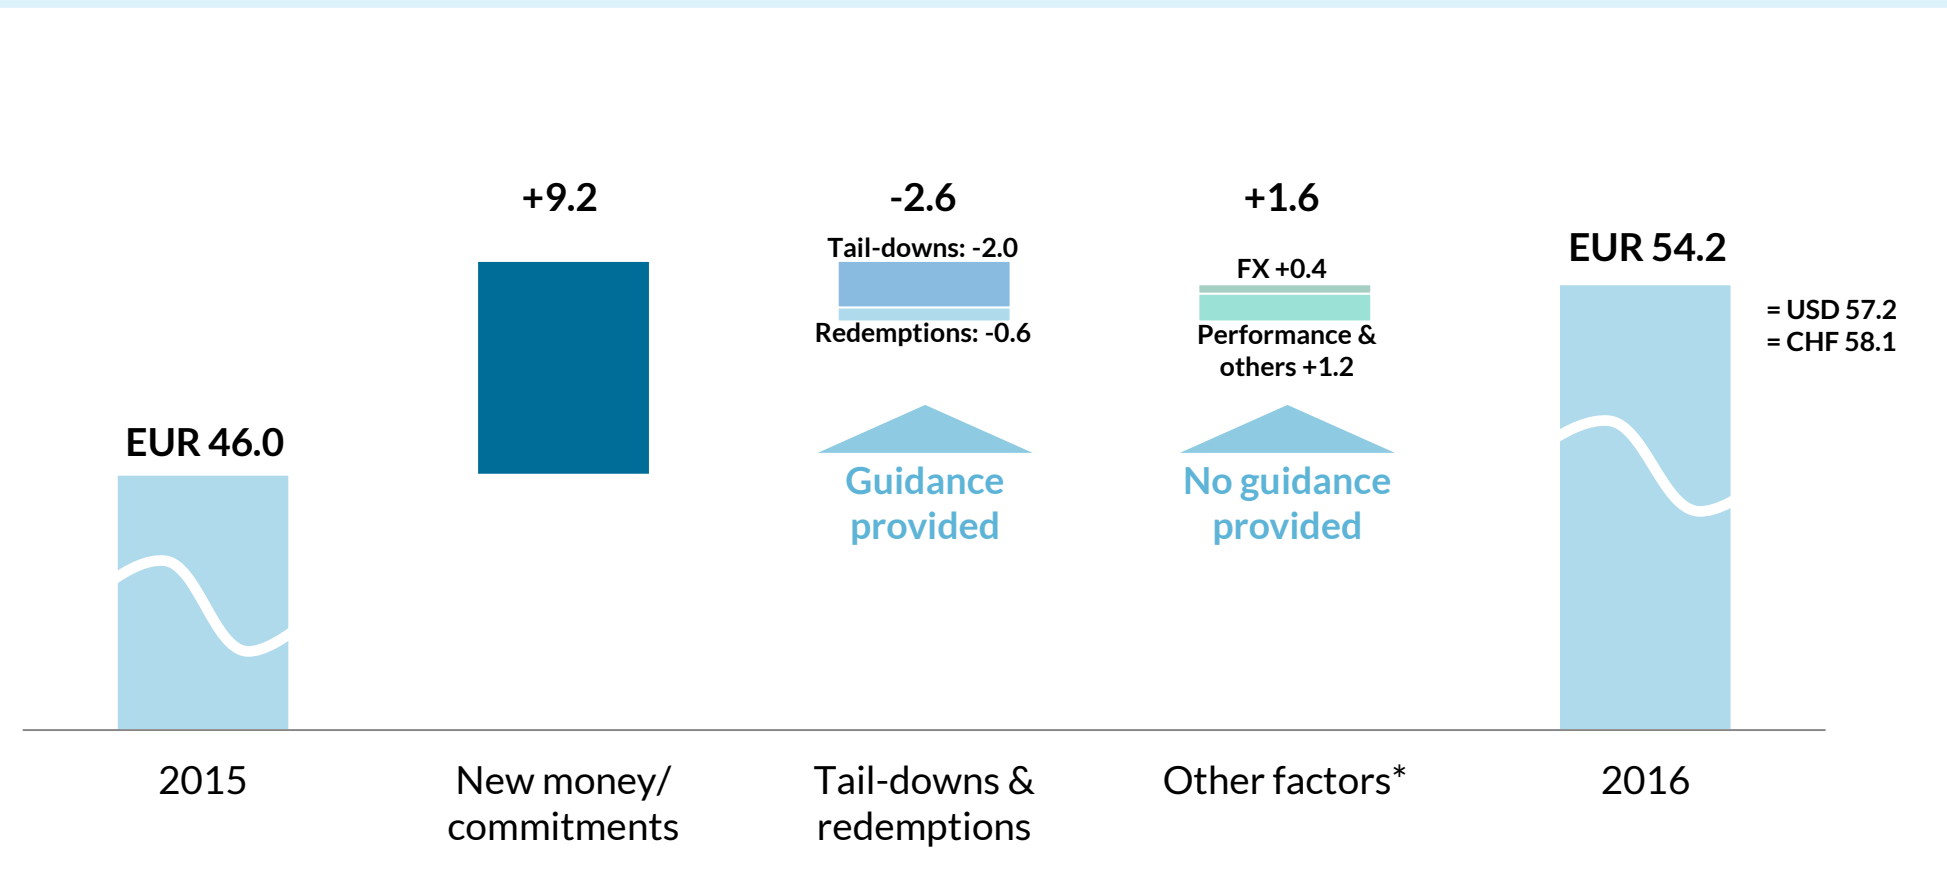 +9.2
-2.6
+1.6
Tail-downs: -2.0
FX +0.4
EUR 54.2
= USD 57.2
= CHF 58.1
Redemptions: -0.6
Performance &
others +1.2
EUR 46.0
Guidance
provided
No guidance
provided
2015
New money/
commitments
Tail-downs &
redemptions
Other factors*
2016